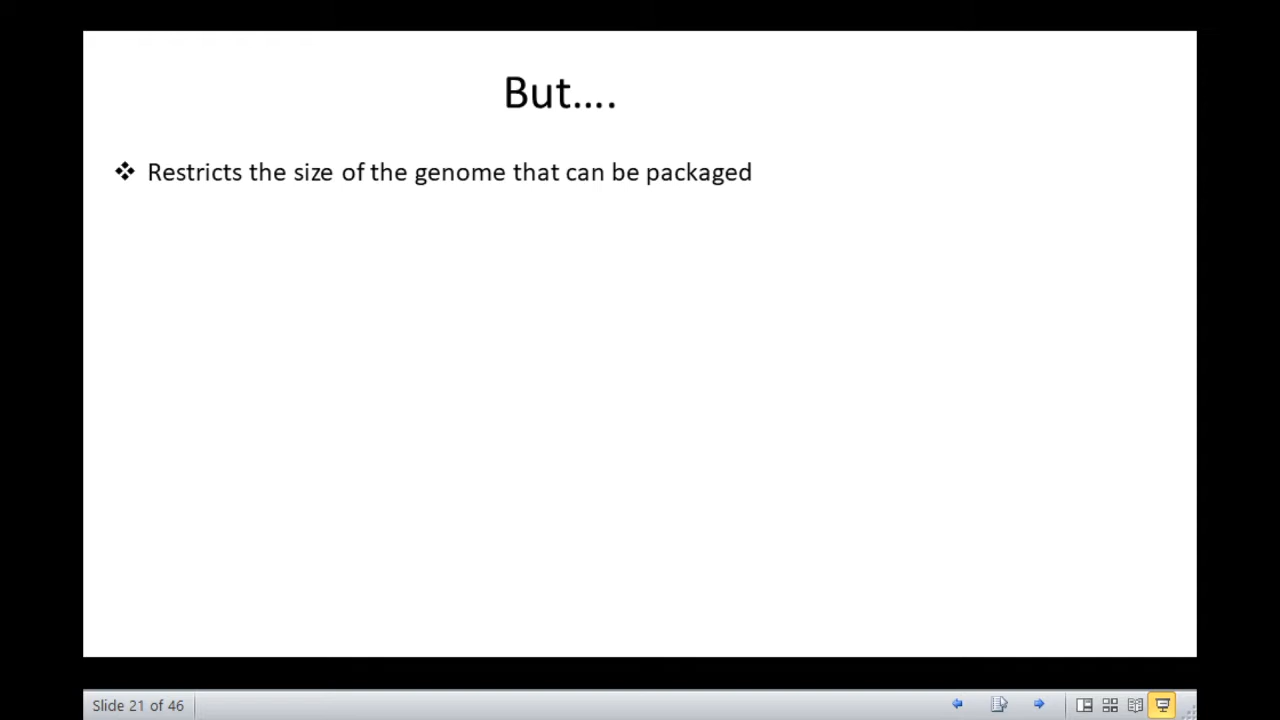 But....
❖ Restricts the size of the genome that can be packaged
Slide 21 of 46